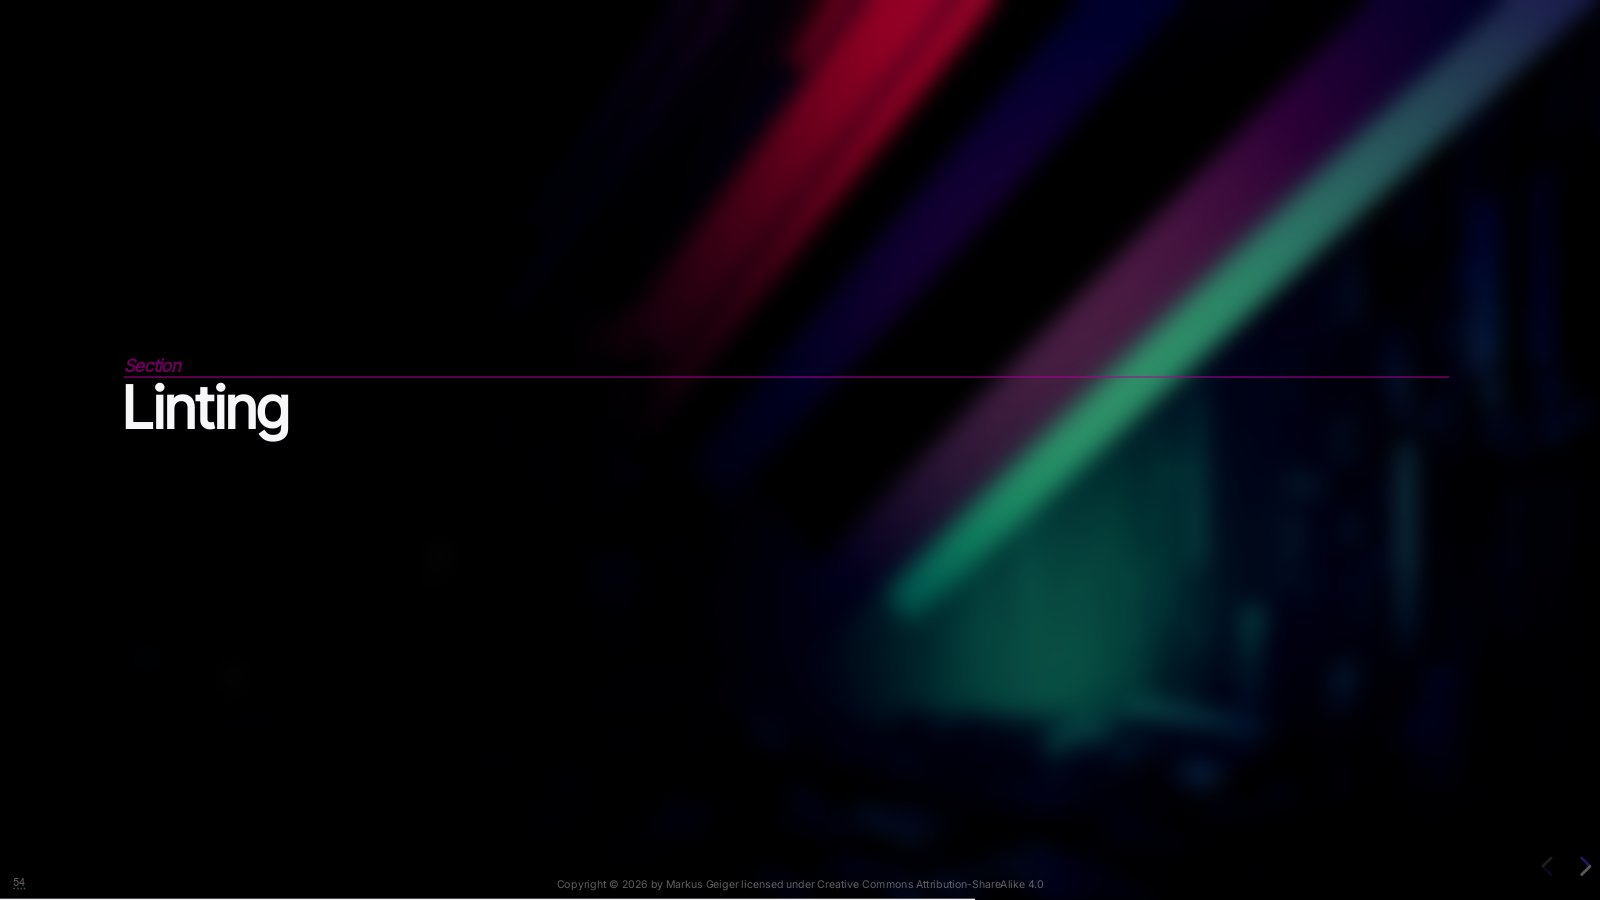 Section
Linting
54
Copyright © 2026 by Markus Geiger licensed under Creative Commons Attribution-ShareAlike 4.0